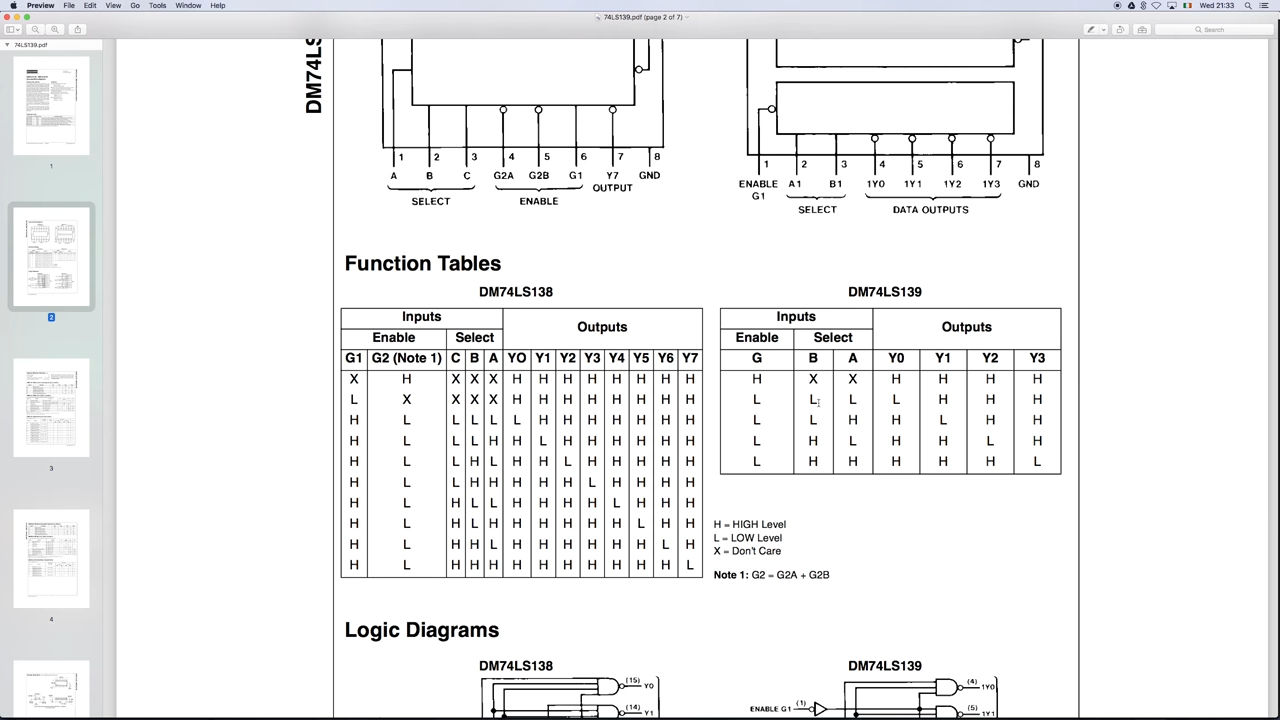 Preview File Edit View Go Tools Window Help
Wed 21:33
74LS139.pdf (page 2 of 7)
Search
74LS139.pdf
1
2
3
4
DM74LS
1 2 3 4 5 6 7 8
A B C G2A G2B G1 Y7 GND
OUTPUT
SELECT ENABLE
1 2 3 4 5 6 7 8
ENABLE A1 B1 1Y0 1Y1 1Y2 1Y3 GND
G1
SELECT DATA OUTPUTS
Function Tables
DM74LS138
Inputs Outputs
Enable Select
G1 G2 (Note 1) C B A YO Y1 Y2 Y3 Y4 Y5 Y6 Y7
X H X X X H H H H H H H H
L X X X X H H H H H H H H
H L L L L L H H H H H H H
H L L L H H L H H H H H H
H L L H L H H L H H H H H
H L L H H H H H L H H H H
H L H L L H H H H L H H H
H L H L H H H H H H L H H
H L H H L H H H H H H L H
H L H H H H H H H H H H L
DM74LS139
Inputs Outputs
Enable Select
G B A Y0 Y1 Y2 Y3
H X X H H H H
L L L L H H H
L L H H L H H
L H L H H L H
L H H H H H L
H = HIGH Level
L = LOW Level
X = Don't Care
Note 1: G2 = G2A + G2B
Logic Diagrams
DM74LS138
(15) Y0
(14) Y1
DM74LS139
(4) 1Y0
ENABLE G1 (1)
(5) 1Y1